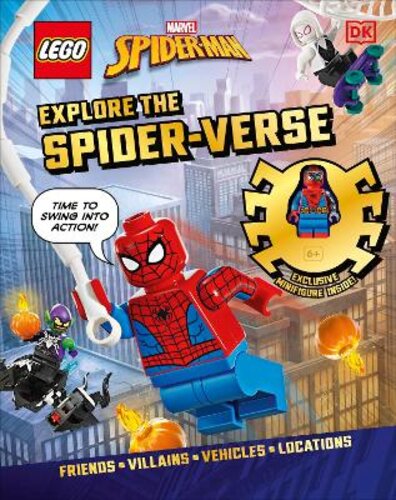 LEGO
MARVEL
SPIDER-MAN
DK
EXPLORE THE
SPIDER-VERSE
TIME TO
SWING INTO
ACTION!
6+
EXCLUSIVE
MINIFIGURE INSIDE!
FRIENDS • VILLAINS • VEHICLES • LOCATIONS